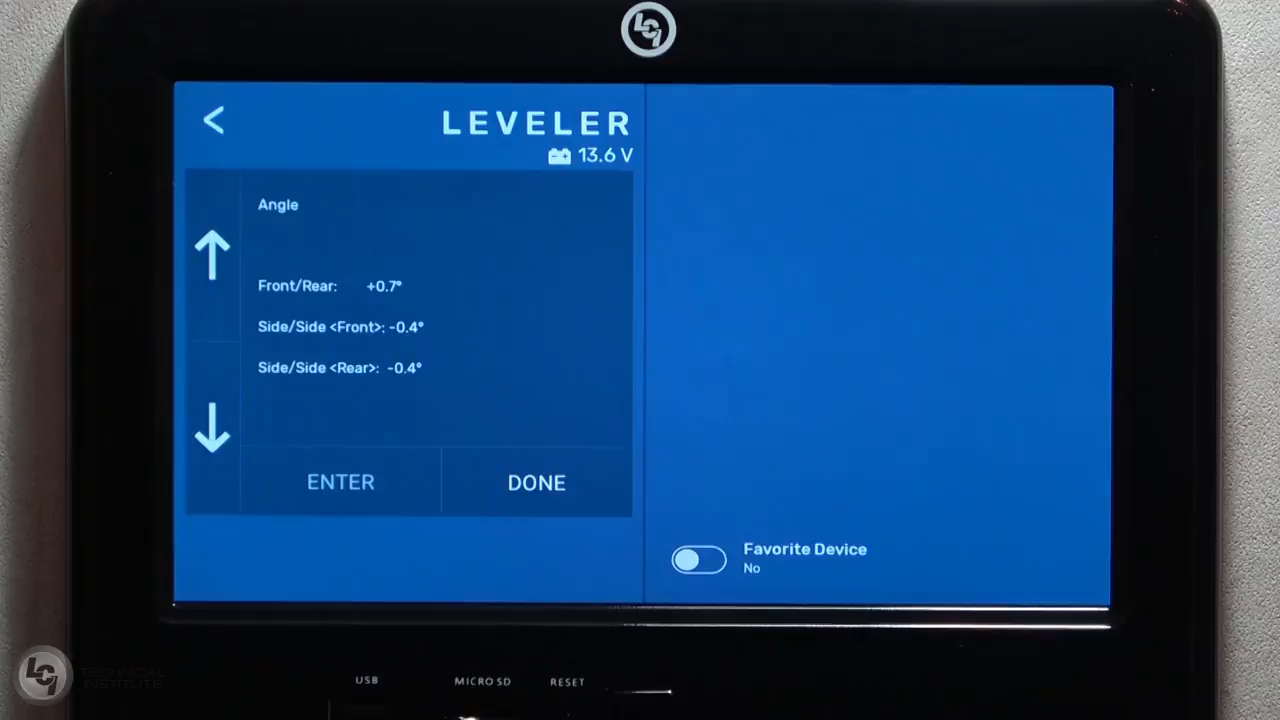 LCI
<
LEVELER
13.6 V
Angle
Front/Rear: +0.7°
Side/Side <Front>: -0.4°
Side/Side <Rear>: -0.4°
ENTER
DONE
Favorite Device
No
LCI
TECHNICAL
INSTITUTE
USB
MICRO SD
RESET